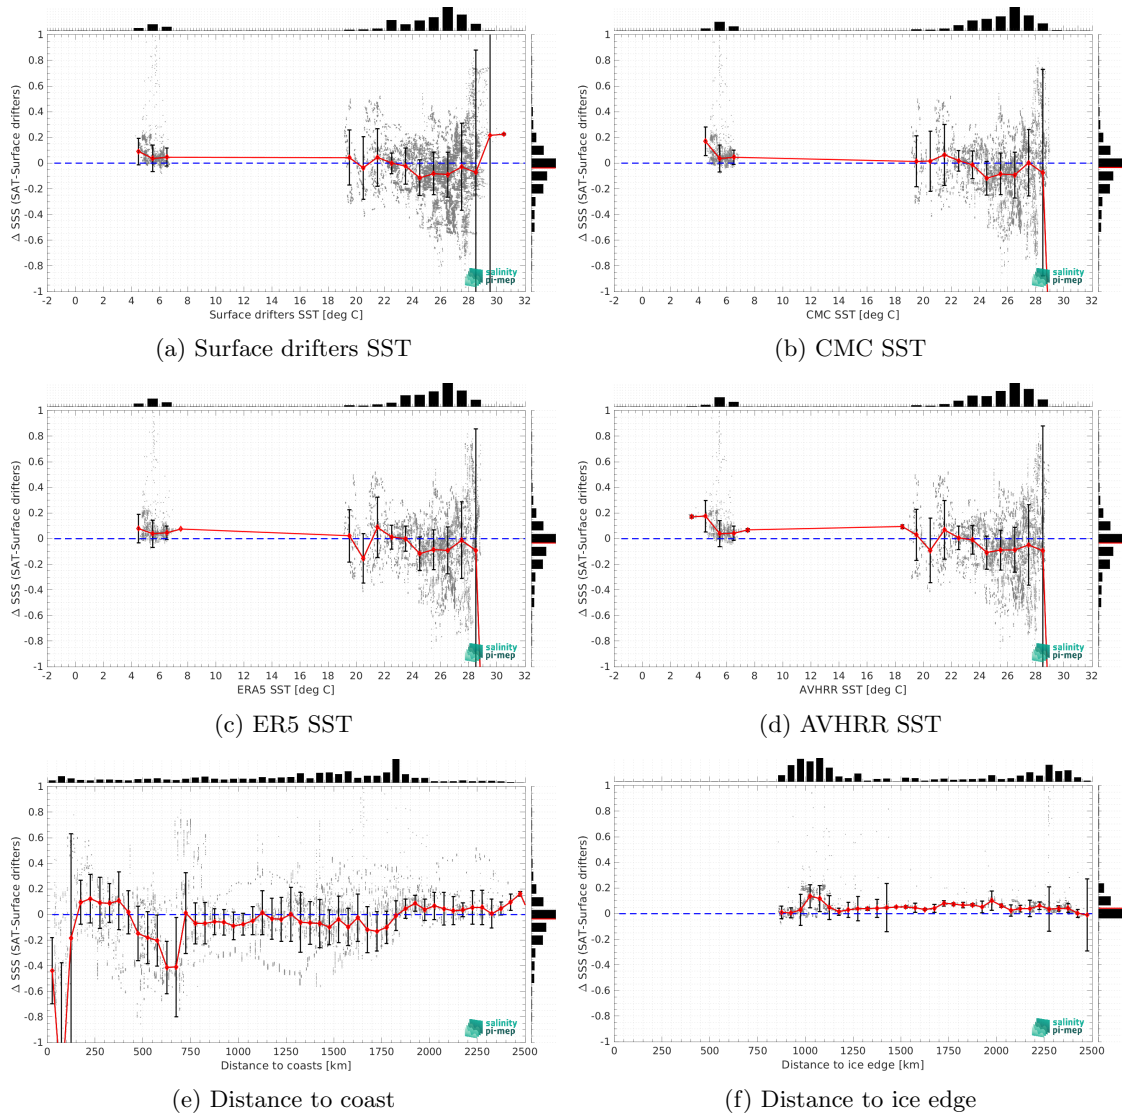 1
0.8
0.6
0.4
0.2
0
-0.2
-0.4
-0.6
-0.8
-1
Δ SSS (SAT-Surface drifters)
salinity
pi-mep
-2 0 2 4 6 8 10 12 14 16 18 20 22 24 26 28 30 32
Surface drifters SST [deg C]
(a) Surface drifters SST
1
0.8
0.6
0.4
0.2
0
-0.2
-0.4
-0.6
-0.8
-1
Δ SSS (SAT-Surface drifters)
salinity
pi-mep
-2 0 2 4 6 8 10 12 14 16 18 20 22 24 26 28 30 32
CMC SST [deg C]
(b) CMC SST
1
0.8
0.6
0.4
0.2
0
-0.2
-0.4
-0.6
-0.8
-1
Δ SSS (SAT-Surface drifters)
salinity
pi-mep
-2 0 2 4 6 8 10 12 14 16 18 20 22 24 26 28 30 32
ERA5 SST [deg C]
(c) ER5 SST
1
0.8
0.6
0.4
0.2
0
-0.2
-0.4
-0.6
-0.8
-1
Δ SSS (SAT-Surface drifters)
salinity
pi-mep
-2 0 2 4 6 8 10 12 14 16 18 20 22 24 26 28 30 32
AVHRR SST [deg C]
(d) AVHRR SST
1
0.8
0.6
0.4
0.2
0
-0.2
-0.4
-0.6
-0.8
-1
Δ SSS (SAT-Surface drifters)
salinity
pi-mep
0 250 500 750 1000 1250 1500 1750 2000 2250 2500
Distance to coasts [km]
(e) Distance to coast
1
0.8
0.6
0.4
0.2
0
-0.2
-0.4
-0.6
-0.8
-1
Δ SSS (SAT-Surface drifters)
salinity
pi-mep
0 250 500 750 1000 1250 1500 1750 2000 2250 2500
Distance to ice edge [km]
(f) Distance to ice edge